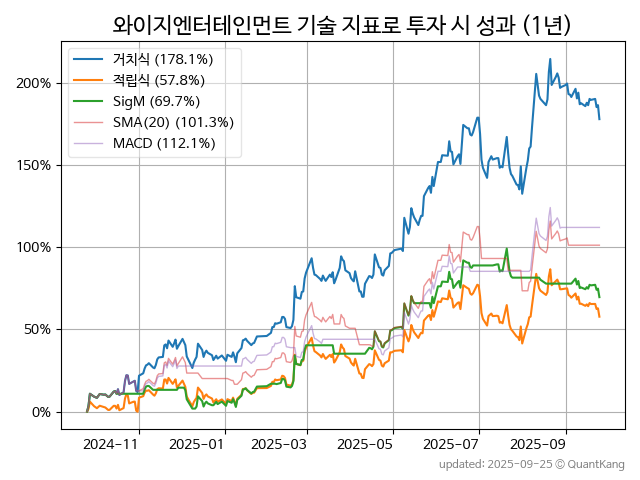 와이지엔터테인먼트 기술 지표로 투자 시 성과 (1년)
거치식 (178.1%)
적립식 (57.8%)
SigM (69.7%)
SMA(20) (101.3%)
MACD (112.1%)
200%
150%
100%
50%
0%
2024-11 2025-01 2025-03 2025-05 2025-07 2025-09
updated: 2025-09-25 © QuantKang